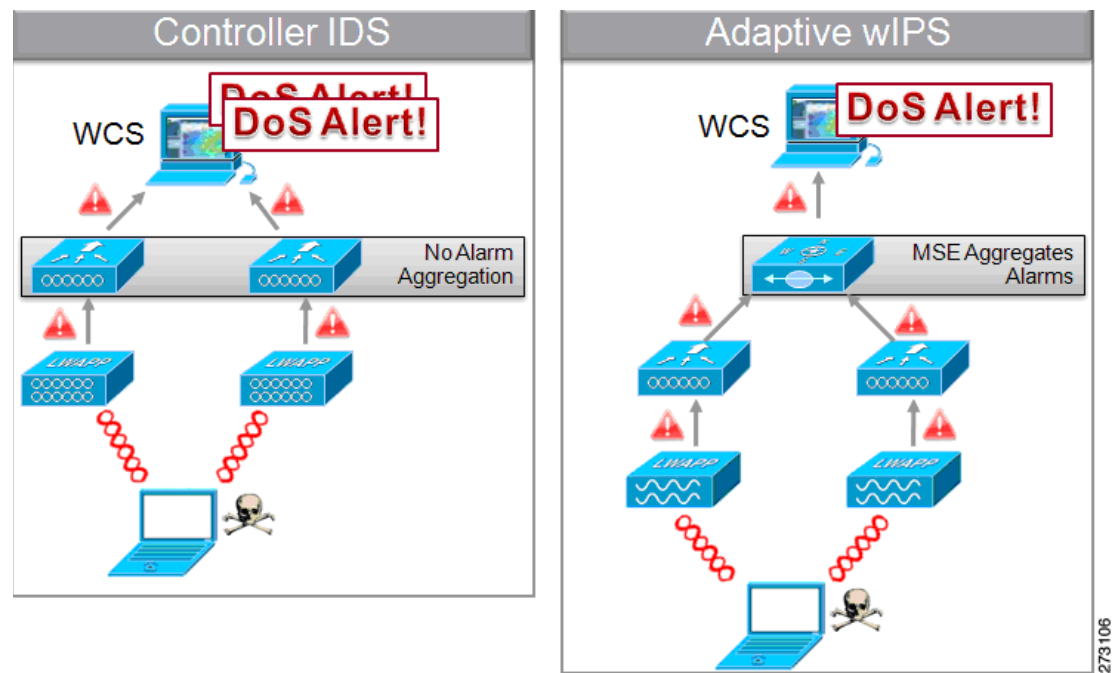 Controller IDS
DoS Alert!
DoS Alert!
WCS
No Alarm
Aggregation
LWAPP
LWAPP
Adaptive wIPS
DoS Alert!
WCS
MSE Aggregates
Alarms
LWAPP
LWAPP
273106